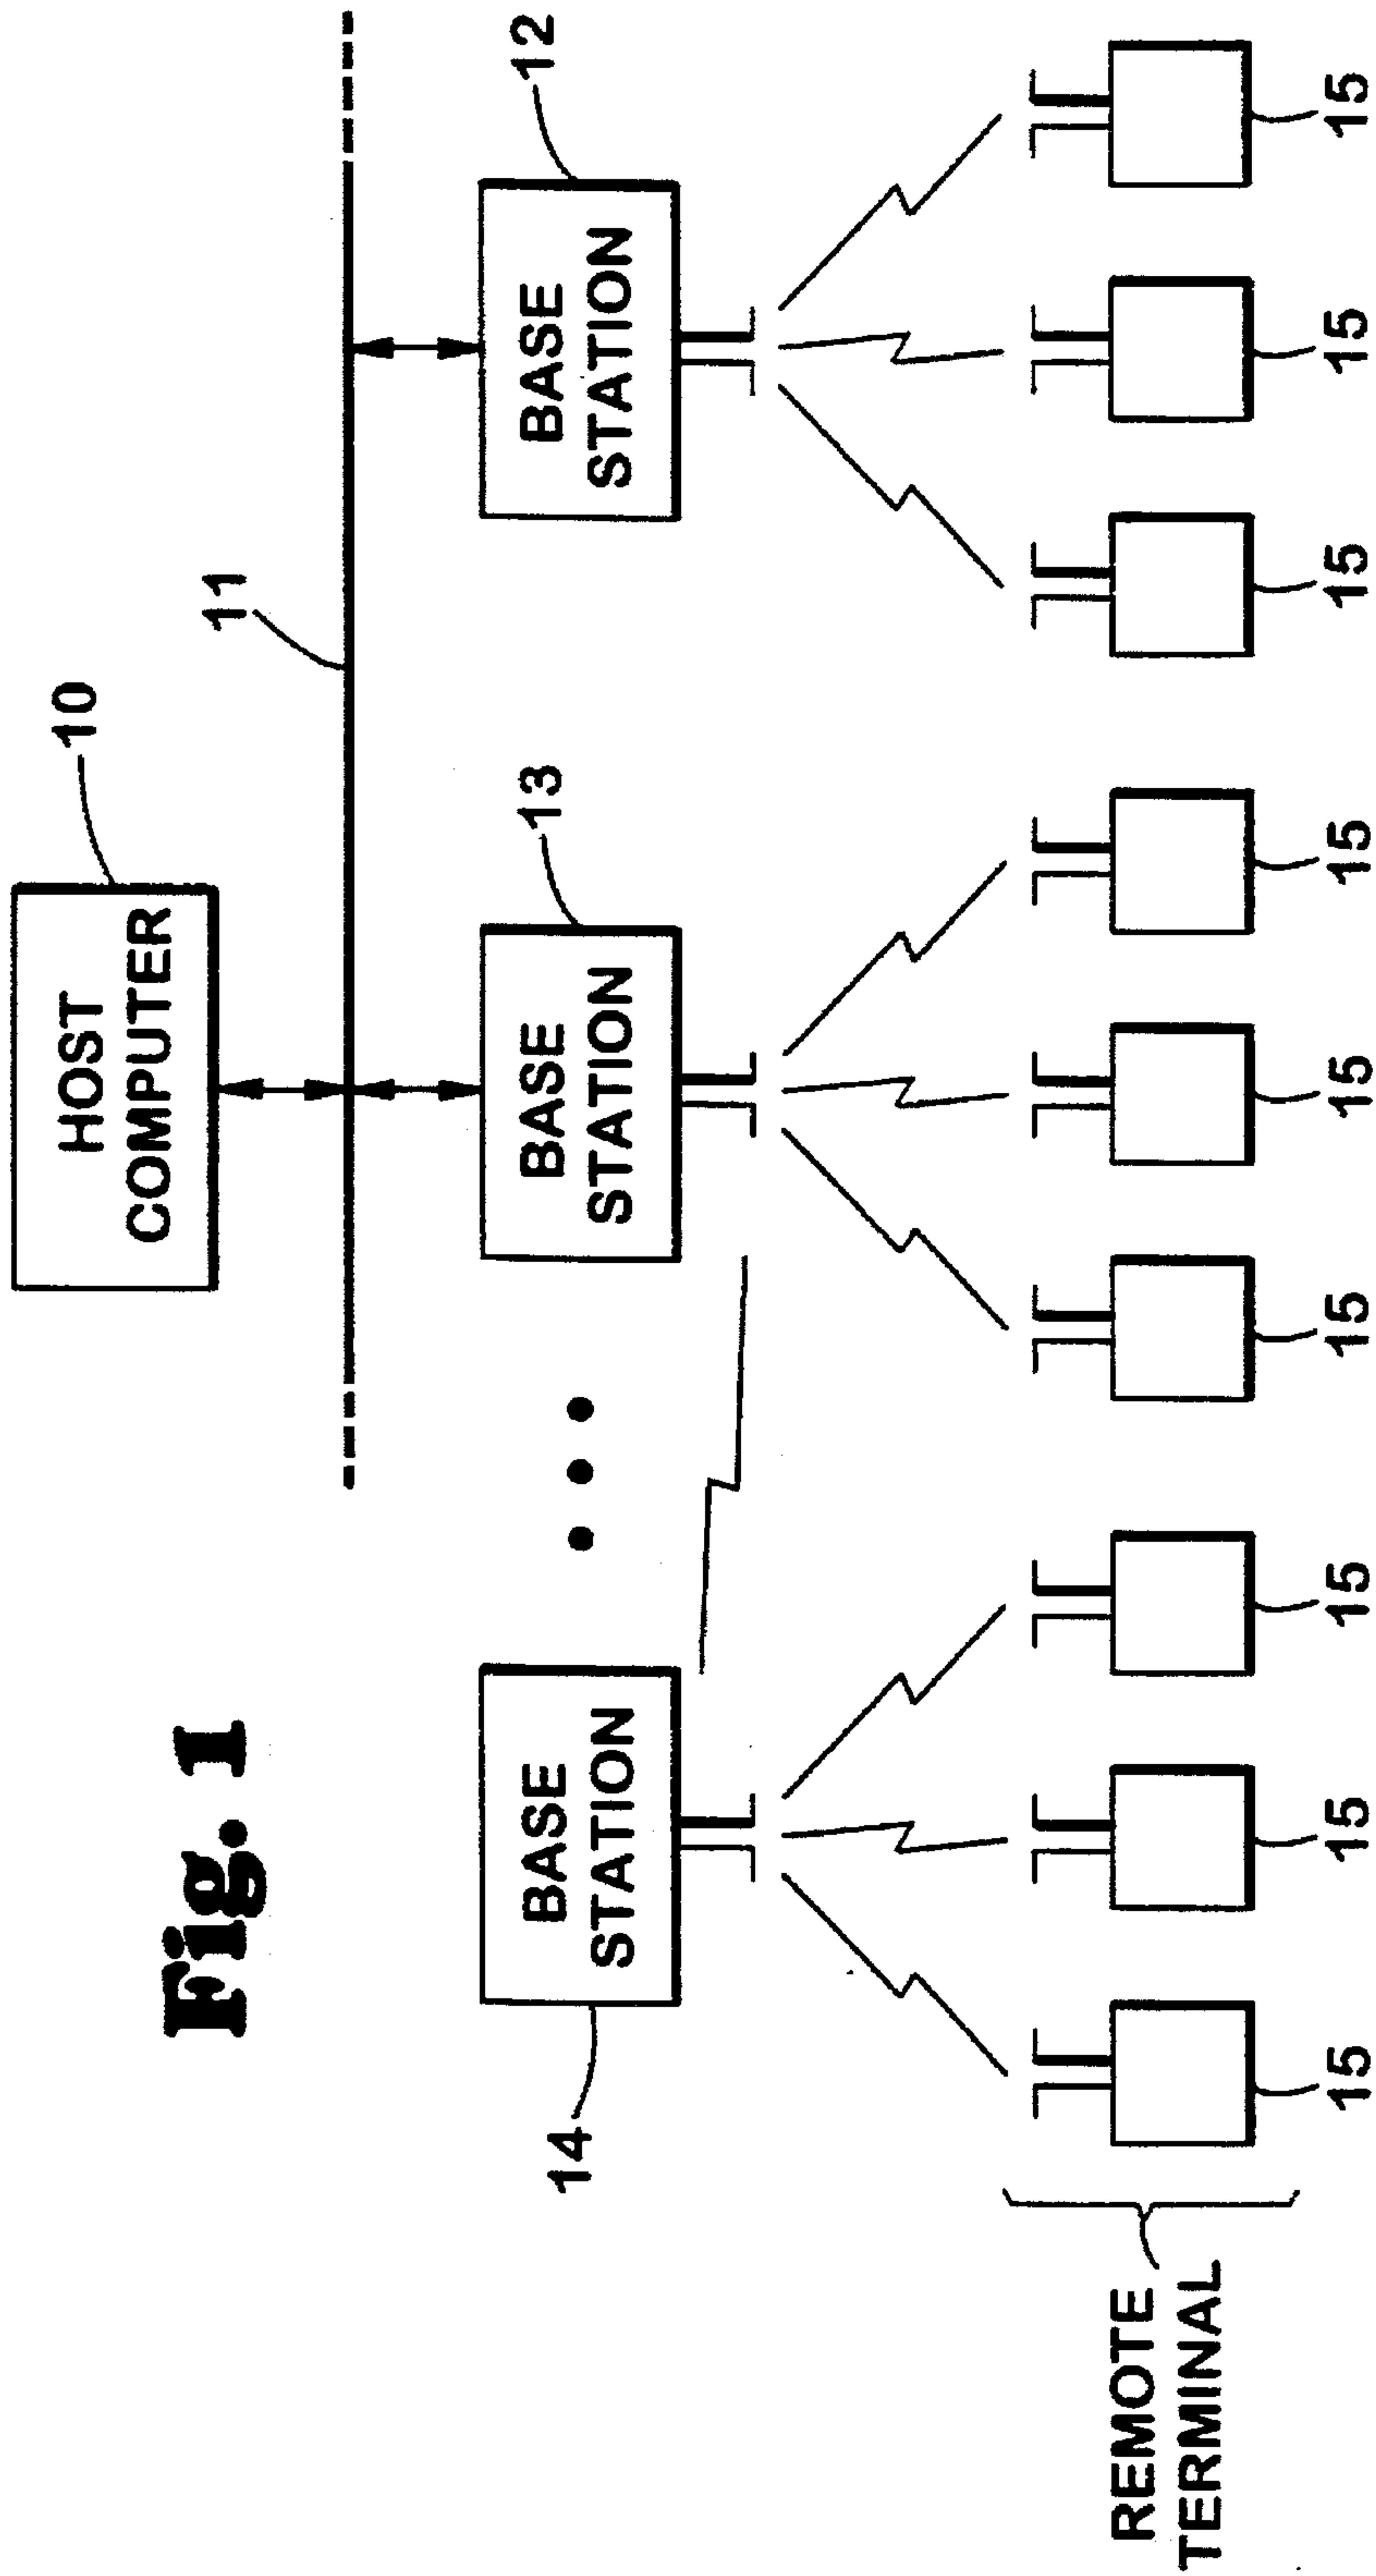 Fig. 1
HOST
COMPUTER
10
11
BASE
STATION
14
BASE
STATION
13
BASE
STATION
12
REMOTE
TERMINAL
15
15
15
15
15
15
15
15
15